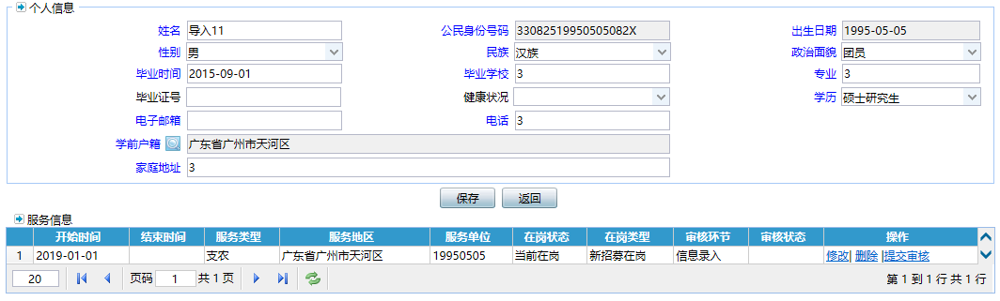 个人信息
姓名 导入11 公民身份号码 33082519950505082X 出生日期 1995-05-05
性别 男 民族 汉族 政治面貌 团员
毕业时间 2015-09-01 毕业学校 3 专业 3
毕业证号 健康状况 学历 硕士研究生
电子邮箱 电话 3
学前户籍 广东省广州市天河区
家庭地址 3
保存 返回
服务信息
开始时间 结束时间 服务类型 服务地区 服务单位 在岗状态 在岗类型 审核环节 审核状态 操作
1 2019-01-01 支农 广东省广州市天河区 19950505 当前在岗 新招募在岗 信息录入 修改| 删除 |提交审核
20 页码 1 共 1 页 第 1 到 1 行 共 1 行